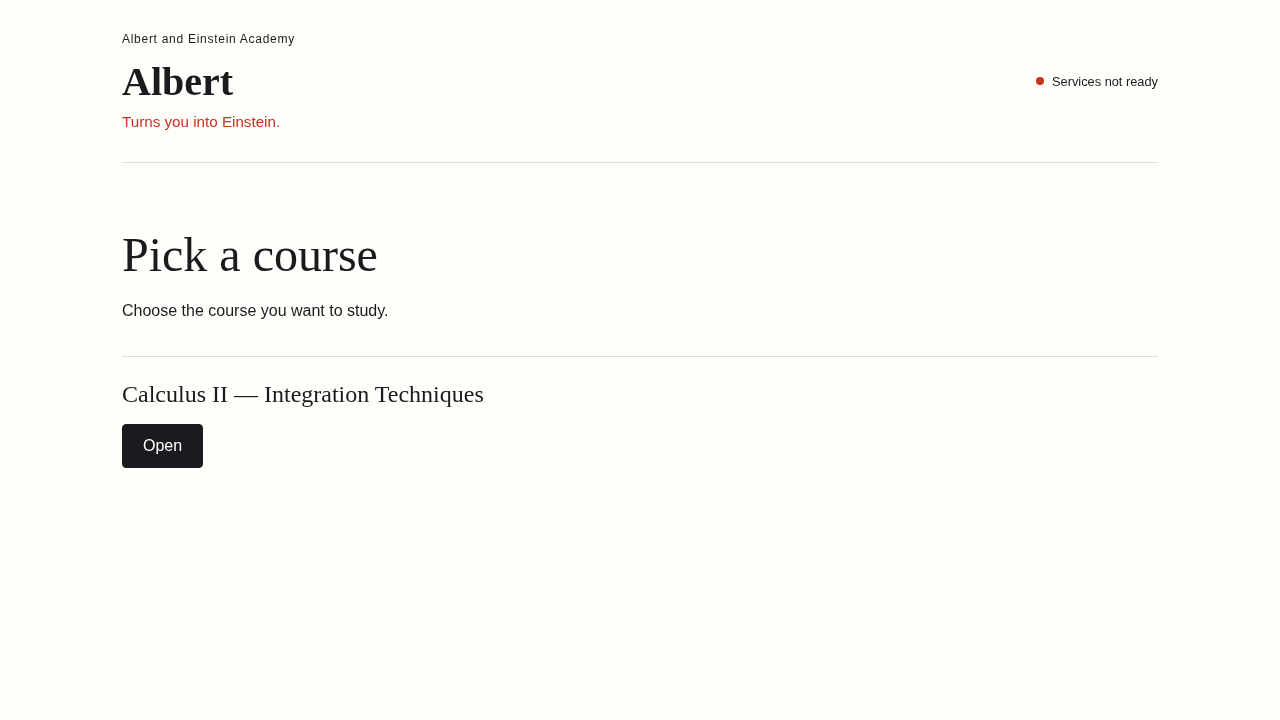 Albert and Einstein Academy
Albert
Turns you into Einstein.
Services not ready
Pick a course
Choose the course you want to study.
Calculus II — Integration Techniques
Open